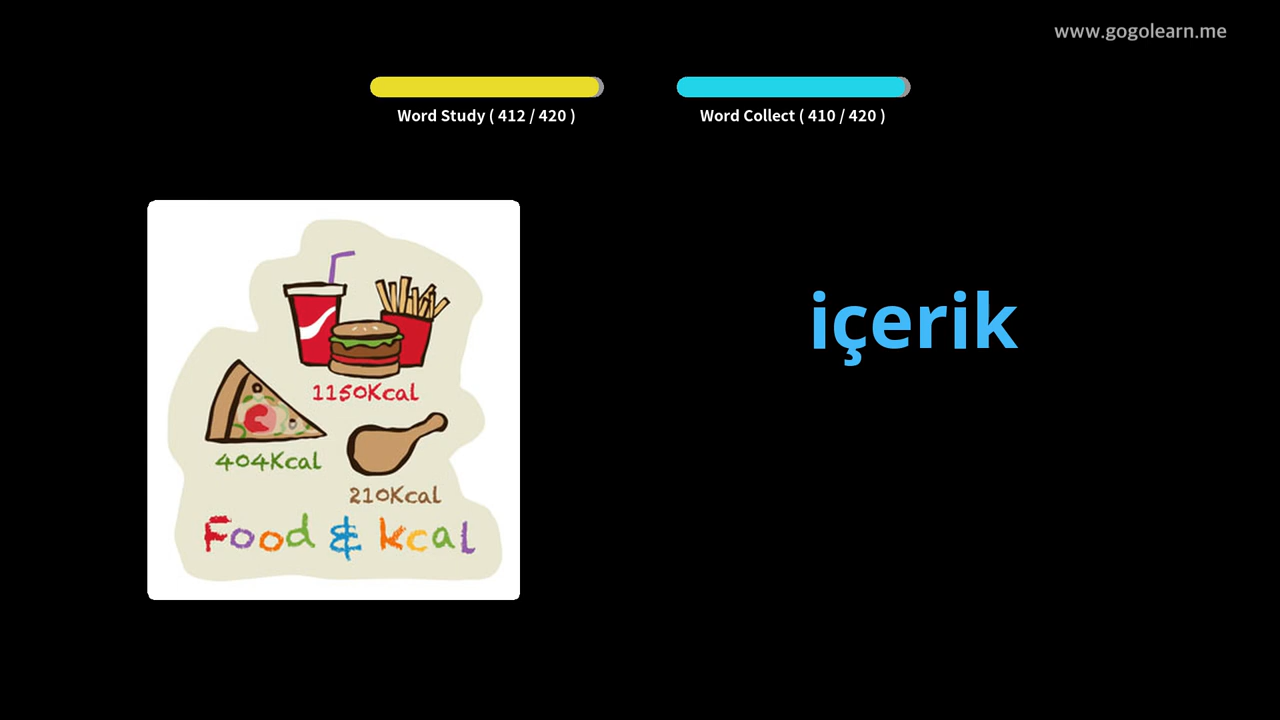 www.gogolearn.me
Word Study ( 412 / 420 )
Word Collect ( 410 / 420 )
içerik
1150Kcal
404Kcal
210Kcal
Food & kcal